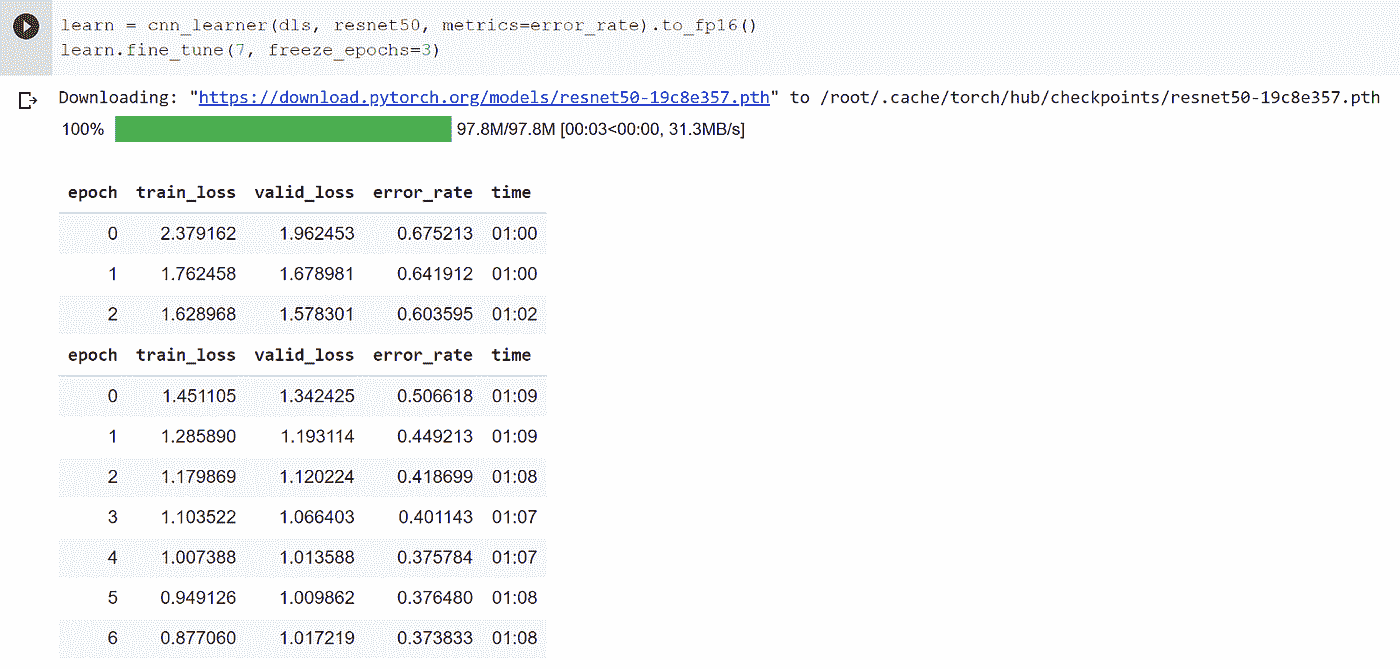 learn = cnn_learner(dls, resnet50, metrics=error_rate).to_fp16()
learn.fine_tune(7, freeze_epochs=3)
Downloading: "https://download.pytorch.org/models/resnet50-19c8e357.pth" to /root/.cache/torch/hub/checkpoints/resnet50-19c8e357.pth
100% 97.8M/97.8M [00:03<00:00, 31.3MB/s]
epoch train_loss valid_loss error_rate time
0 2.379162 1.962453 0.675213 01:00
1 1.762458 1.678981 0.641912 01:00
2 1.628968 1.578301 0.603595 01:02
epoch train_loss valid_loss error_rate time
0 1.451105 1.342425 0.506618 01:09
1 1.285890 1.193114 0.449213 01:09
2 1.179869 1.120224 0.418699 01:08
3 1.103522 1.066403 0.401143 01:07
4 1.007388 1.013588 0.375784 01:07
5 0.949126 1.009862 0.376480 01:08
6 0.877060 1.017219 0.373833 01:08